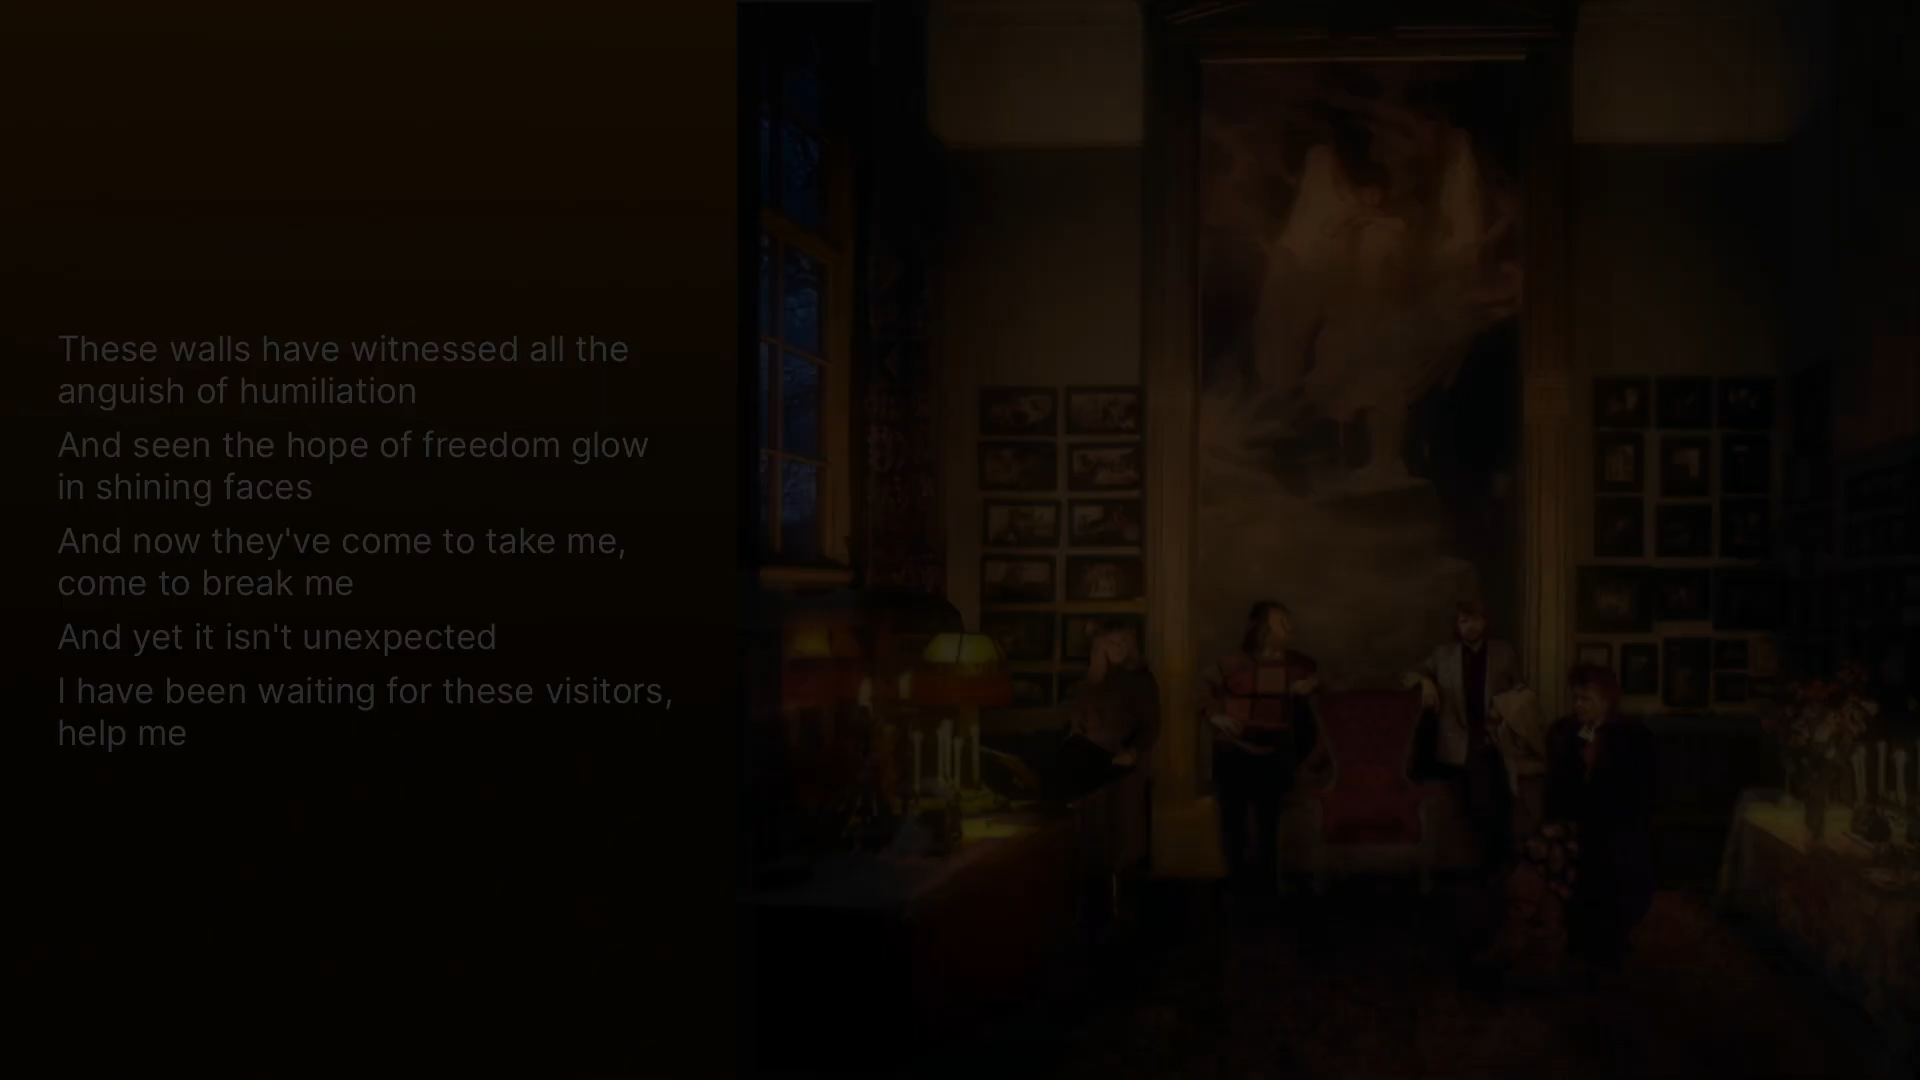 These walls have witnessed all the
anguish of humiliation
And seen the hope of freedom glow
in shining faces
And now they've come to take me,
come to break me
And yet it isn't unexpected
I have been waiting for these visitors,
help me